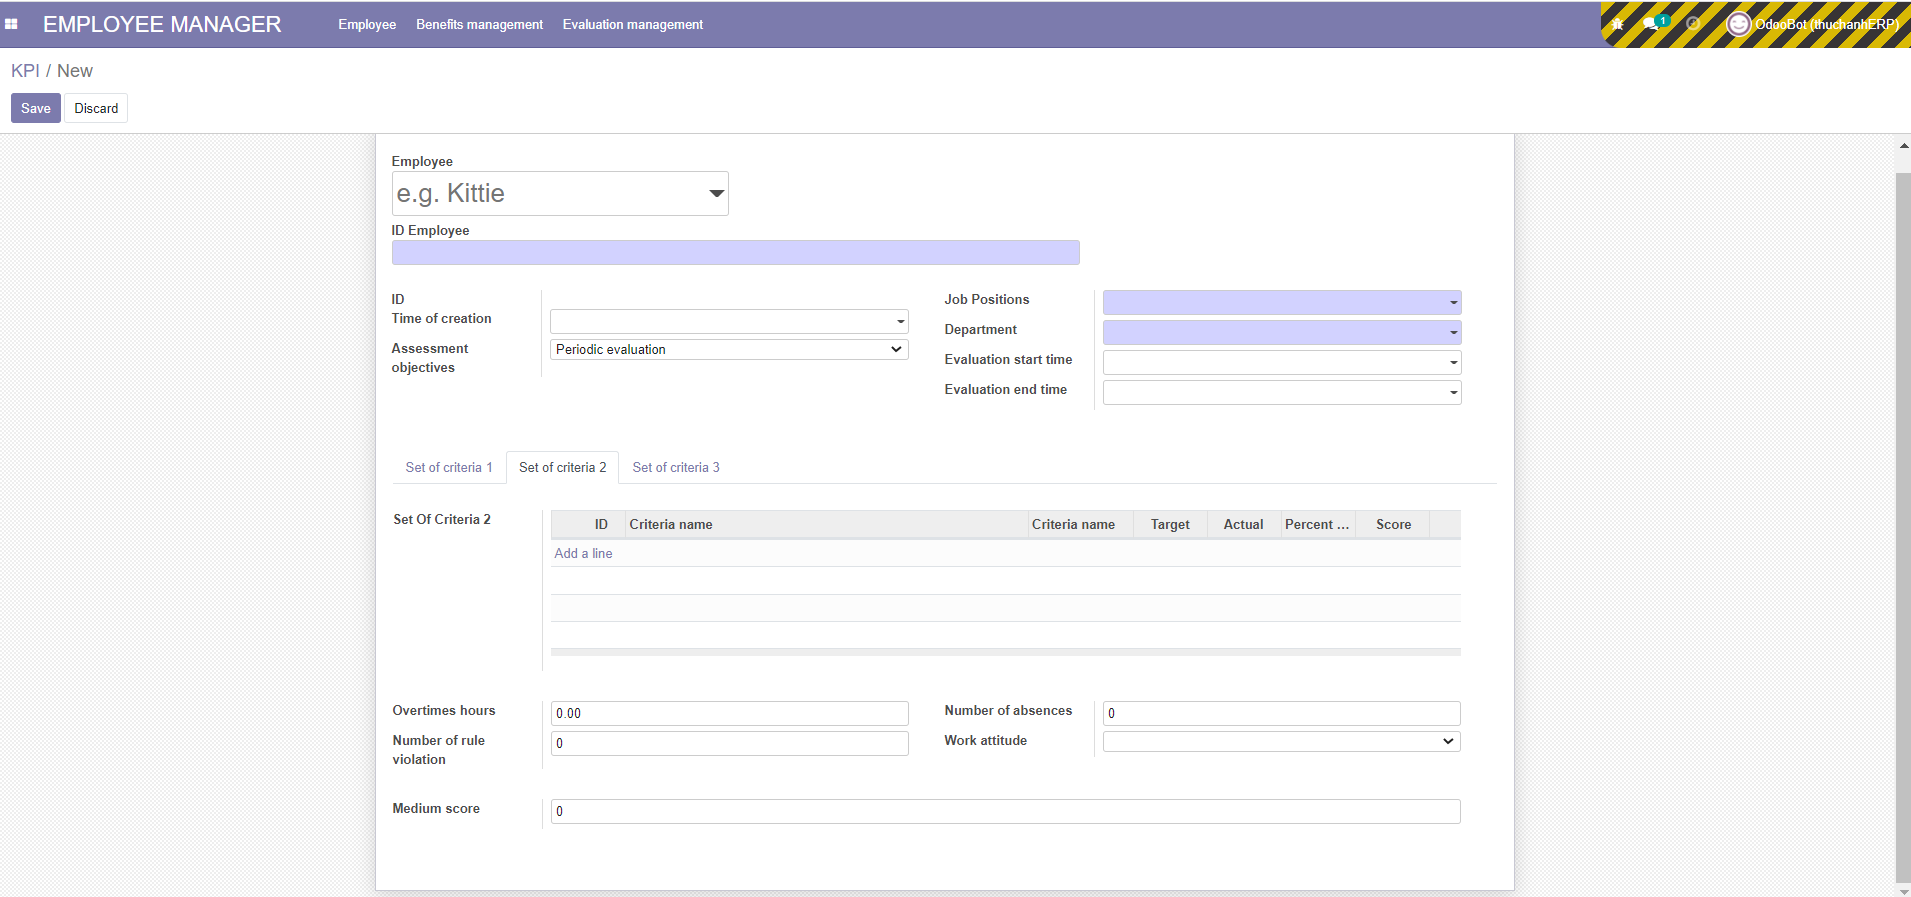 EMPLOYEE MANAGER Employee Benefits management Evaluation management 1 OdooBot (thuchanhERP)
KPI / New
Save Discard
Employee
e.g. Kittie
ID Employee
ID
Time of creation
Assessment objectives Periodic evaluation
Job Positions
Department
Evaluation start time
Evaluation end time
Set of criteria 1 Set of criteria 2 Set of criteria 3
Set Of Criteria 2
ID Criteria name Criteria name Target Actual Percent ... Score
Add a line
Overtimes hours 0.00
Number of rule violation 0
Number of absences 0
Work attitude
Medium score 0